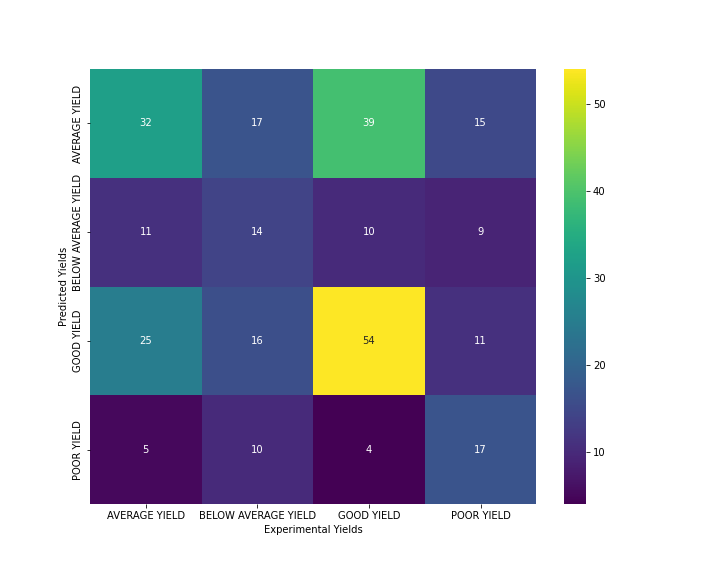 AVERAGE YIELD
32 17 39 15
BELOW AVERAGE YIELD
11 14 10 9
GOOD YIELD
25 16 54 11
POOR YIELD
5 10 4 17
Predicted Yields
AVERAGE YIELD BELOW AVERAGE YIELD GOOD YIELD POOR YIELD
Experimental Yields
50
40
30
20
10